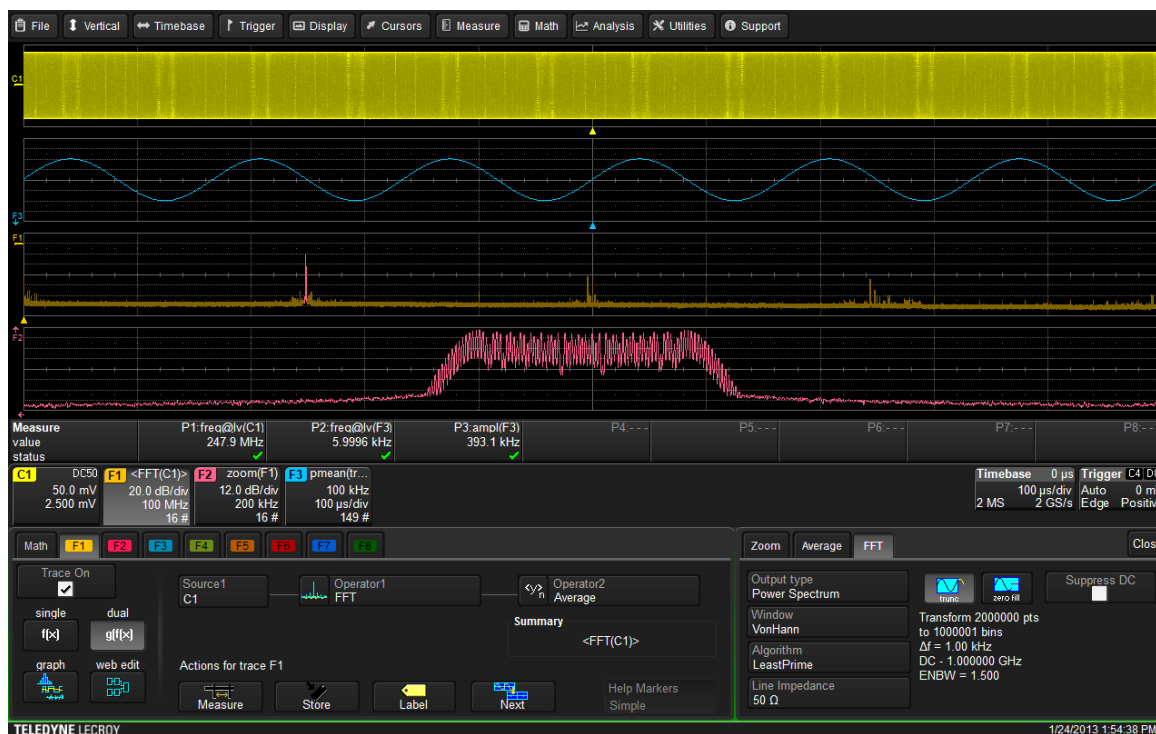 File Vertical Timebase Trigger Display Cursors Measure Math Analysis Utilities Support
C1
F3
F1
F2
Measure P1:freq@lv(C1) P2:freq@lv(F3) P3:ampl(F3) P4:- - - P5:- - - P6:- - - P7:- - - P8:- -
value 247.9 MHz 5.9996 kHz 393.1 kHz
status
C1 DC50 F1 <FFT(C1)> F2 zoom(F1) F3 pmean(tr... Timebase 0 µs Trigger C4
50.0 mV 20.0 dB/div 12.0 dB/div 100 kHz 100 µs/div Auto 0 m
2.500 mV 100 MHz 200 kHz 100 µs/div 2 MS 2 GS/s Edge Positiv
16 # 16 # 149 #
Math F1 F2 F3 F4 F5 F6 F7 F8
Trace On
single dual
f(x) g(f(x))
graph web edit
Source1
C1
Operator1
FFT
Operator2
Average
Summary
<FFT(C1)>
Actions for trace F1
Measure Store Label Next
Help Markers
Simple
Zoom Average FFT Clos
Output type
Power Spectrum
Window
VonHann
Algorithm
LeastPrime
Line Impedance
50 Ω
trunc zero fill
Suppress DC
Transform 2000000 pts
to 1000001 bins
Δf = 1.00 kHz
DC - 1.000000 GHz
ENBW = 1.500
TELEDYNE LECROY 1/24/2013 1:54:38 PM